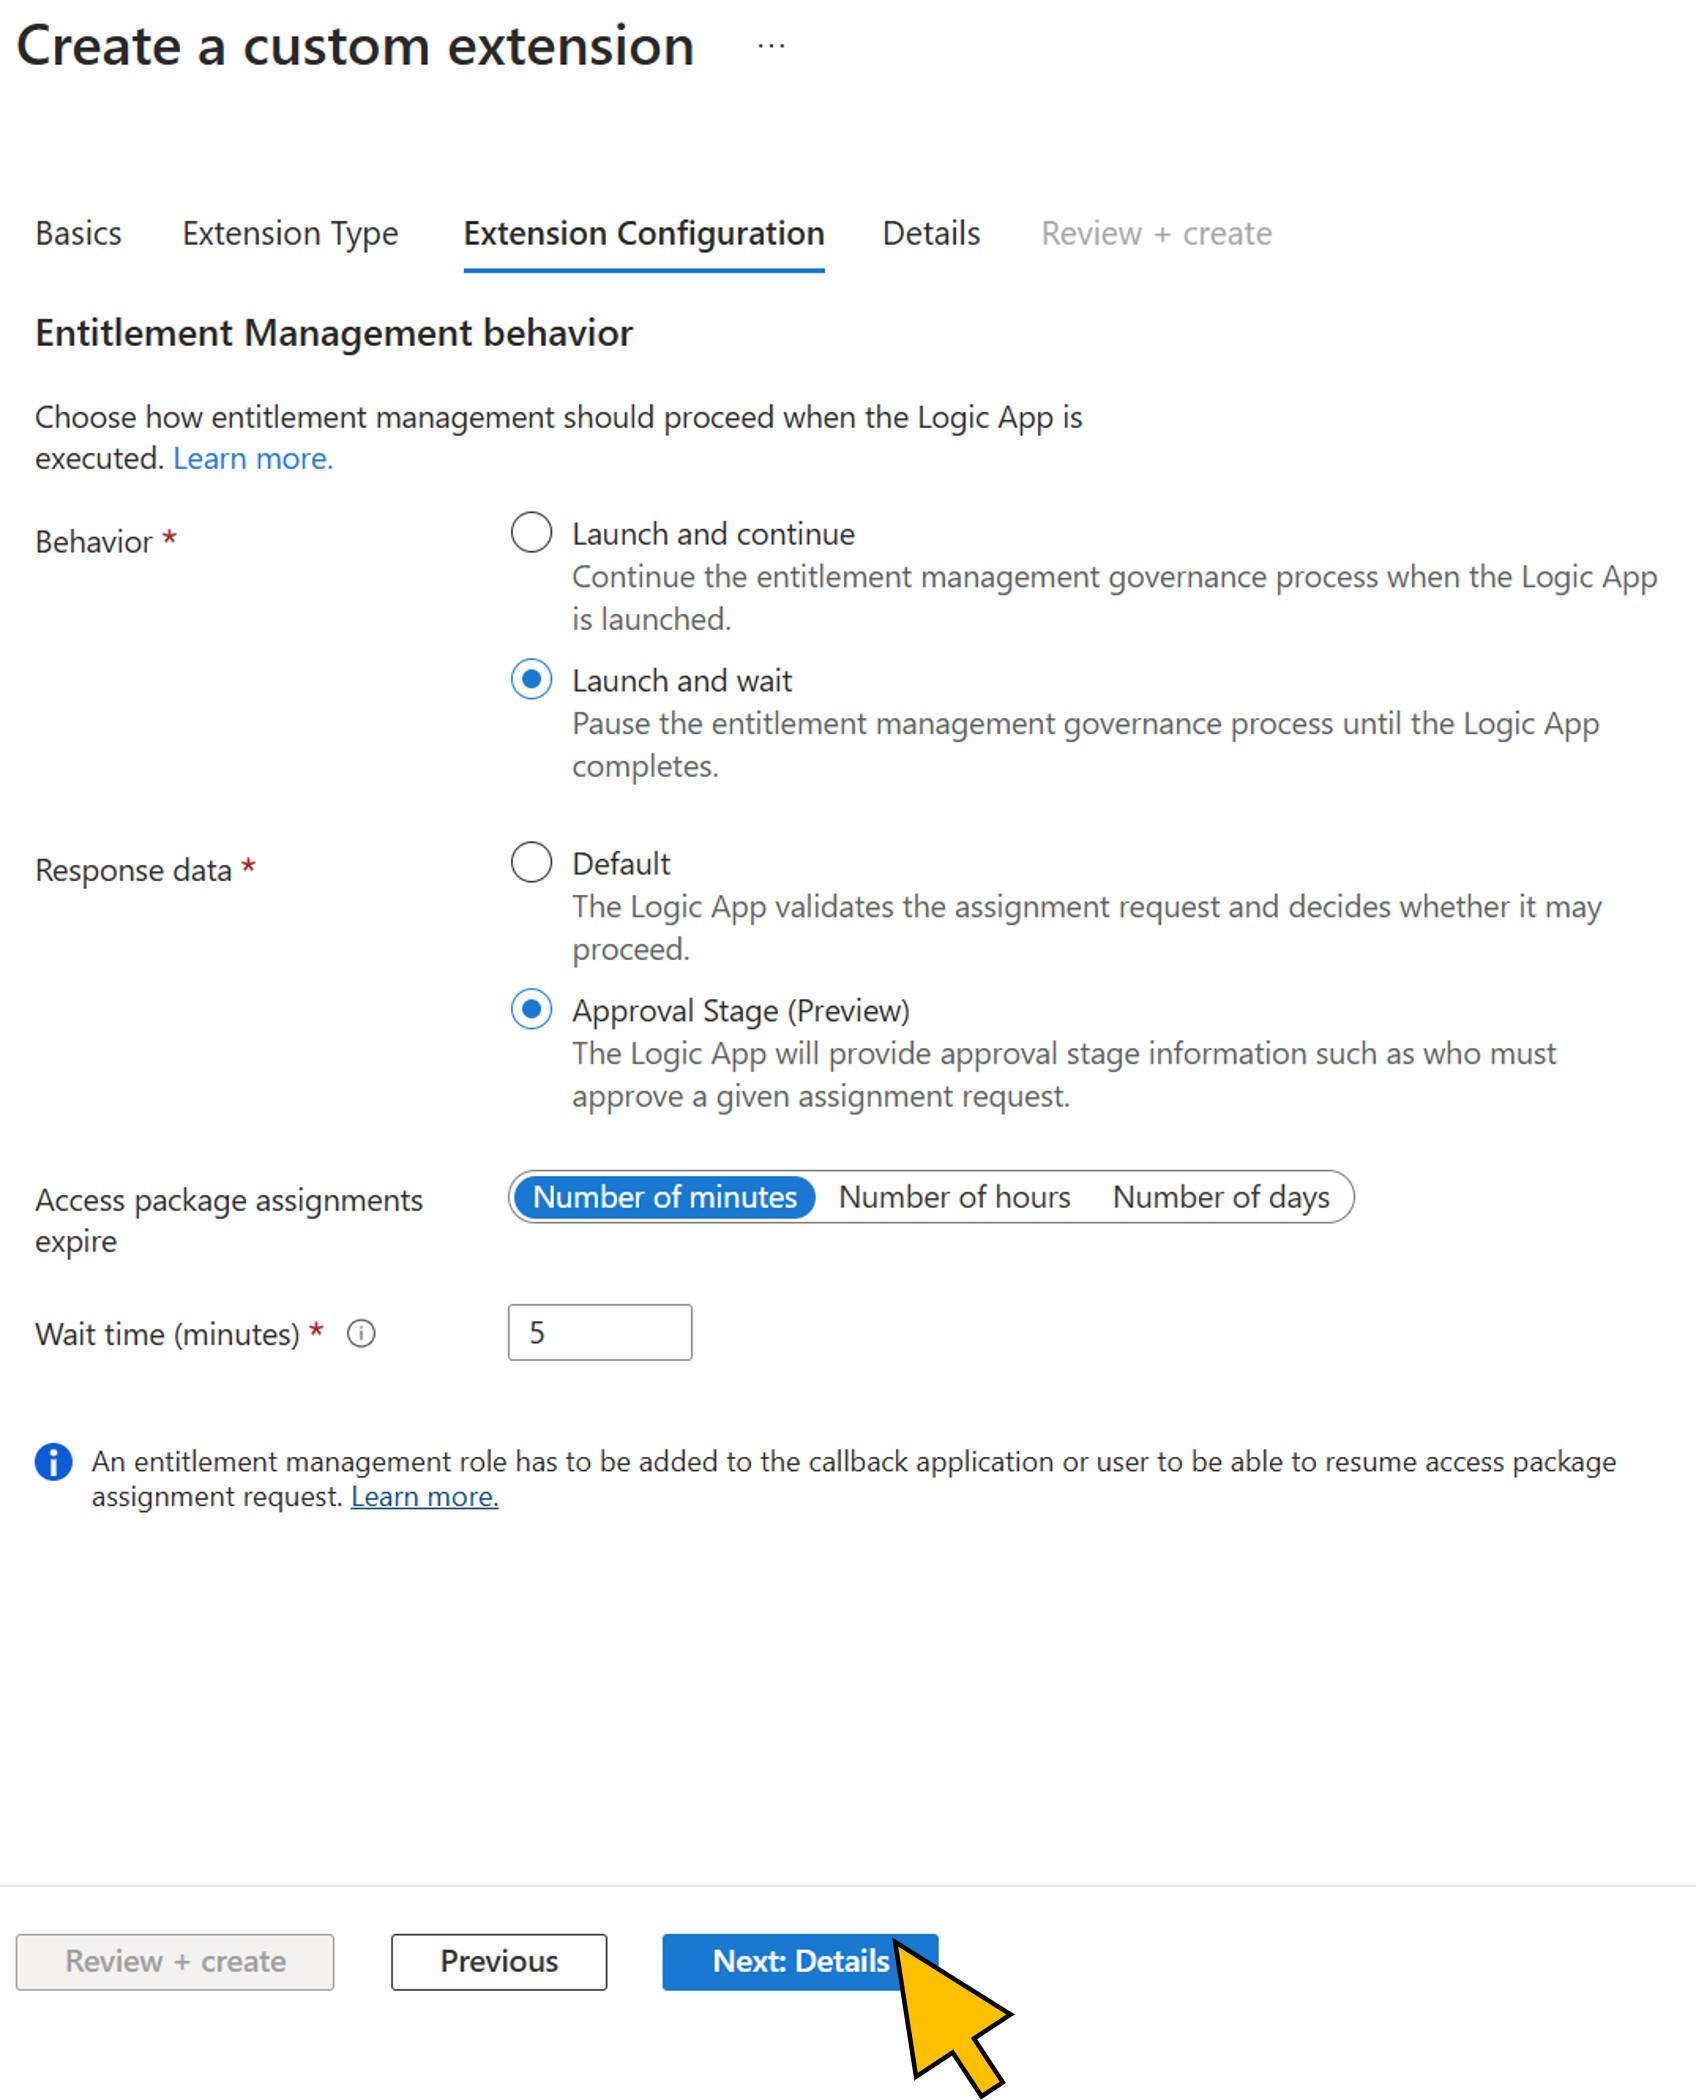 Create a custom extension ...
Basics Extension Type Extension Configuration Details Review + create
Entitlement Management behavior
Choose how entitlement management should proceed when the Logic App is
executed. Learn more.
Behavior *
Launch and continue
Continue the entitlement management governance process when the Logic App
is launched.
Launch and wait
Pause the entitlement management governance process until the Logic App
completes.
Response data *
Default
The Logic App validates the assignment request and decides whether it may
proceed.
Approval Stage (Preview)
The Logic App will provide approval stage information such as who must
approve a given assignment request.
Access package assignments
expire
Number of minutes Number of hours Number of days
Wait time (minutes) *
5
An entitlement management role has to be added to the callback application or user to be able to resume access package
assignment request. Learn more.
Review + create Previous Next: Details